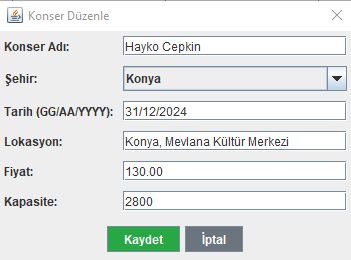 Konser Düzenle
Konser Adı: Hayko Cepkin
Şehir: Konya
Tarih (GG/AA/YYYY): 31/12/2024
Lokasyon: Konya, Mevlana Kültür Merkezi
Fiyat: 130.00
Kapasite: 2800
Kaydet İptal